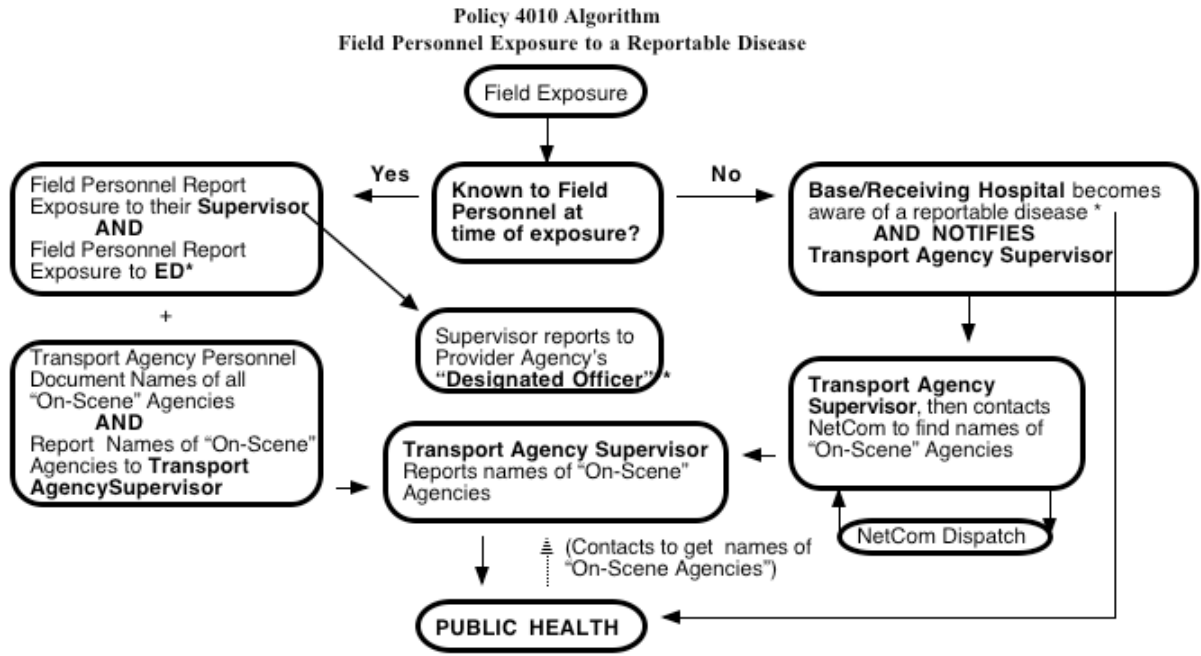 Policy 4010 Algorithm
Field Personnel Exposure to a Reportable Disease
Field Exposure
Yes
Known to Field
Personnel at
time of exposure?
No
Field Personnel Report
Exposure to their Supervisor
AND
Field Personnel Report
Exposure to ED*
Base/Receiving Hospital becomes
aware of a reportable disease *
AND NOTIFIES
Transport Agency Supervisor
+
Supervisor reports to
Provider Agency's
“Designated Officer” *
Transport Agency Personnel
Document Names of all
“On-Scene” Agencies
AND
Report Names of “On-Scene”
Agencies to Transport
AgencySupervisor
Transport Agency
Supervisor, then contacts
NetCom to find names of
“On-Scene” Agencies
Transport Agency Supervisor
Reports names of “On-Scene”
Agencies
NetCom Dispatch
(Contacts to get names of
“On-Scene Agencies”)
PUBLIC HEALTH